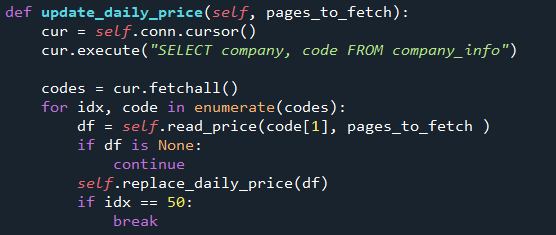 def update_daily_price(self, pages_to_fetch):
    cur = self.conn.cursor()
    cur.execute("SELECT company, code FROM company_info")

    codes = cur.fetchall()
    for idx, code in enumerate(codes):
        df = self.read_price(code[1], pages_to_fetch )
        if df is None:
            continue
        self.replace_daily_price(df)
        if idx == 50:
            break